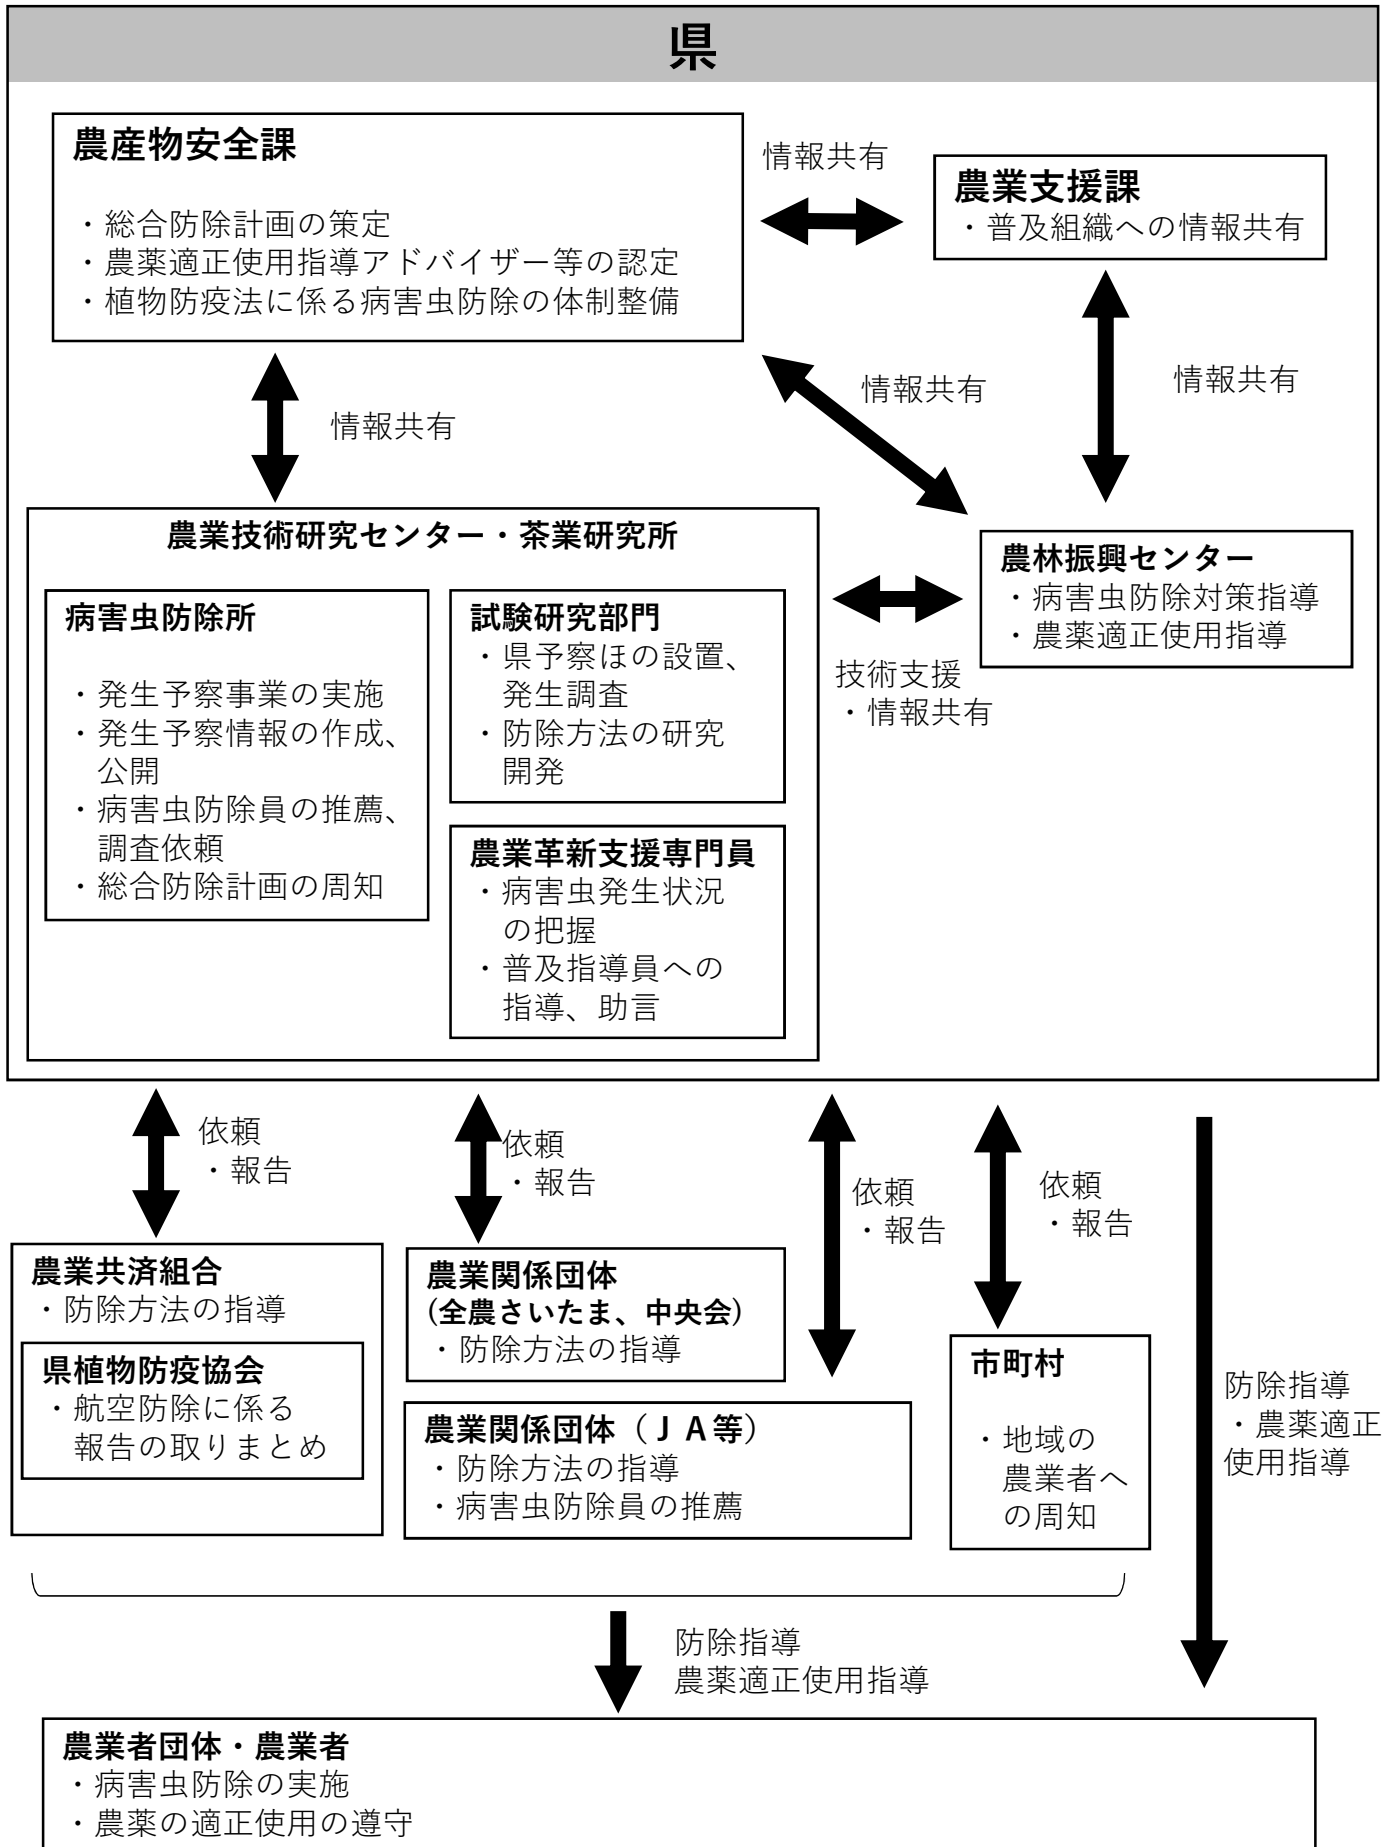 県
農産物安全課
・総合防除計画の策定
・農薬適正使用指導アドバイザー等の認定
・植物防疫法に係る病害虫防除の体制整備
情報共有
農業支援課
・普及組織への情報共有
情報共有
情報共有
情報共有
農業技術研究センター・茶業研究所
病害虫防除所
・発生予察事業の実施
・発生予察情報の作成、
公開
・病害虫防除員の推薦、
調査依頼
・総合防除計画の周知
試験研究部門
・県予察ほの設置、
発生調査
・防除方法の研究
開発
農業革新支援専門員
・病害虫発生状況
の把握
・普及指導員への
指導、助言
技術支援
・情報共有
農林振興センター
・病害虫防除対策指導
・農薬適正使用指導
依頼
・報告
依頼
・報告
依頼
・報告
依頼
・報告
農業共済組合
・防除方法の指導
県植物防疫協会
・航空防除に係る
報告の取りまとめ
農業関係団体
(全農さいたま、中央会)
・防除方法の指導
農業関係団体（ＪＡ等）
・防除方法の指導
・病害虫防除員の推薦
市町村
・地域の
農業者へ
の周知
防除指導
・農薬適正
使用指導
防除指導
農薬適正使用指導
農業者団体・農業者
・病害虫防除の実施
・農薬の適正使用の遵守